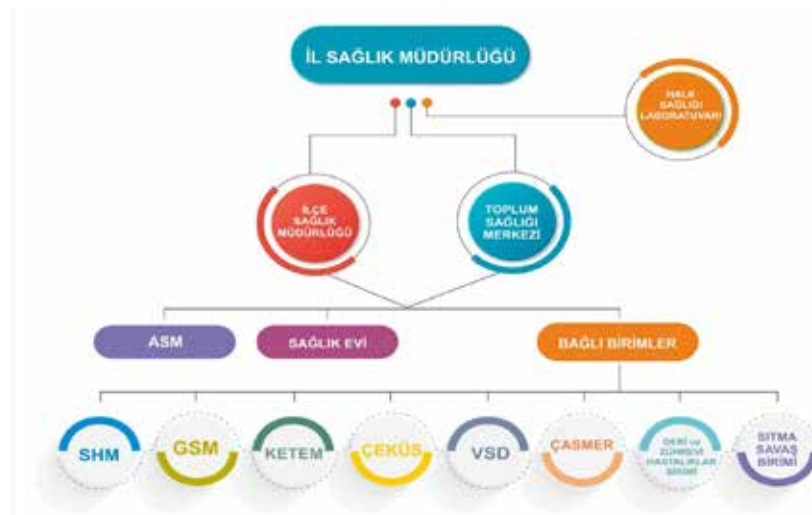 İL SAĞLIK MÜDÜRLÜĞÜ
HALK
SAĞLIĞI
LABORATUVARI
İLÇE
SAĞLIK
MÜDÜRLÜĞÜ
TOPLUM
SAĞLIĞI
MERKEZİ
ASM
SAĞLIK EVİ
BAĞLI BİRİMLER
SHM
GSM
KETEM
ÇEKÜS
VSD
ÇASMER
DERİ ve
ZÜHREVİ
HASTALIKLAR
BİRİMİ
SITMA
SAVAŞ
BİRİMİ